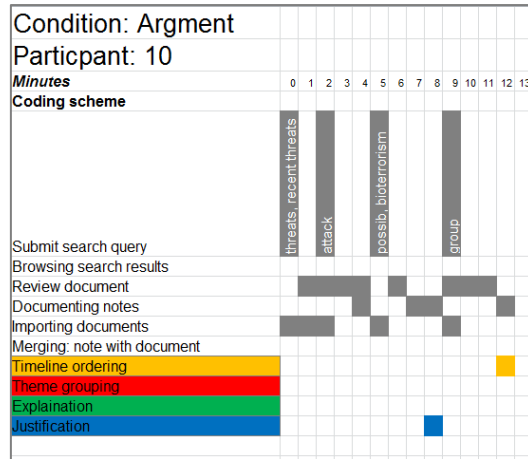 Condition: Argment
Particpant: 10
Minutes 0 1 2 3 4 5 6 7 8 9 10 11 12 13
Coding scheme
threats, recent threats
attack
possib, bioterrorism
group
Submit search query
Browsing search results
Review document
Documenting notes
Importing documents
Merging: note with document
Timeline ordering
Theme grouping
Explaination
Justification